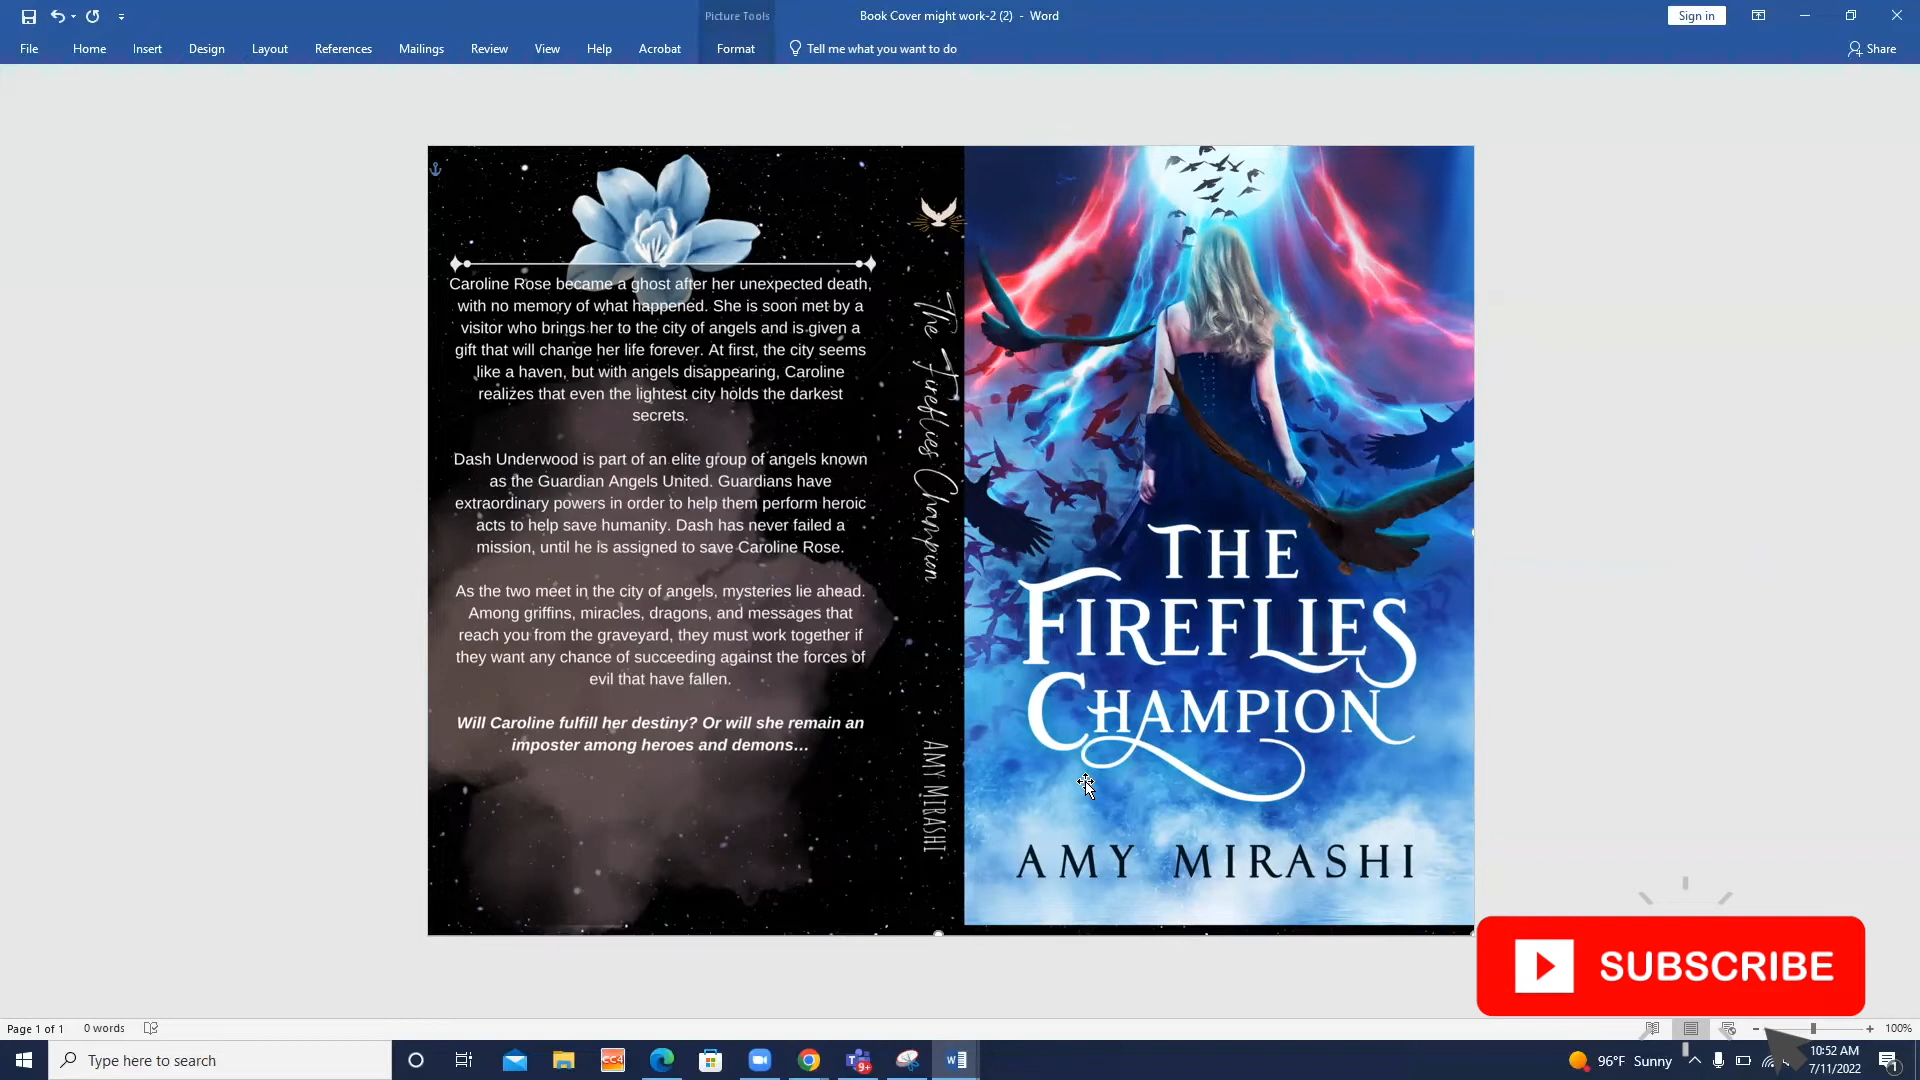 Picture Tools
Book Cover might work-2 (2) - Word
Sign in
File Home Insert Design Layout References Mailings Review View Help Acrobat Format Tell me what you want to do Share
Caroline Rose became a ghost after her unexpected death,
with no memory of what happened. She is soon met by a
visitor who brings her to the city of angels and is given a
gift that will change her life forever. At first, the city seems
like a haven, but with angels disappearing, Caroline
realizes that even the lightest city holds the darkest
secrets.
Dash Underwood is part of an elite group of angels known
as the Guardian Angels United. Guardians have
extraordinary powers in order to help them perform heroic
acts to help save humanity. Dash has never failed a
mission, until he is assigned to save Caroline Rose.
As the two meet in the city of angels, mysteries lie ahead.
Among griffins, miracles, dragons, and messages that
reach you from the graveyard, they must work together if
they want any chance of succeeding against the forces of
evil that have fallen.
Will Caroline fulfill her destiny? Or will she remain an
imposter among heroes and demons…
The Fireflies Champion
AMY MIRASHI
THE
FIREFLIES
CHAMPION
AMY MIRASHI
SUBSCRIBE
Page 1 of 1 0 words
100%
Type here to search
CC4
9+
96°F Sunny
10:52 AM
7/11/2022
1